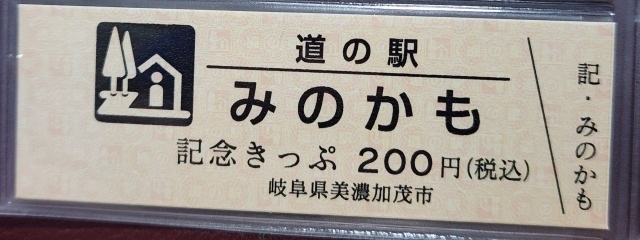 道の駅
みのかも
記念きっぷ 200円(税込)
岐阜県美濃加茂市
記・みのかも